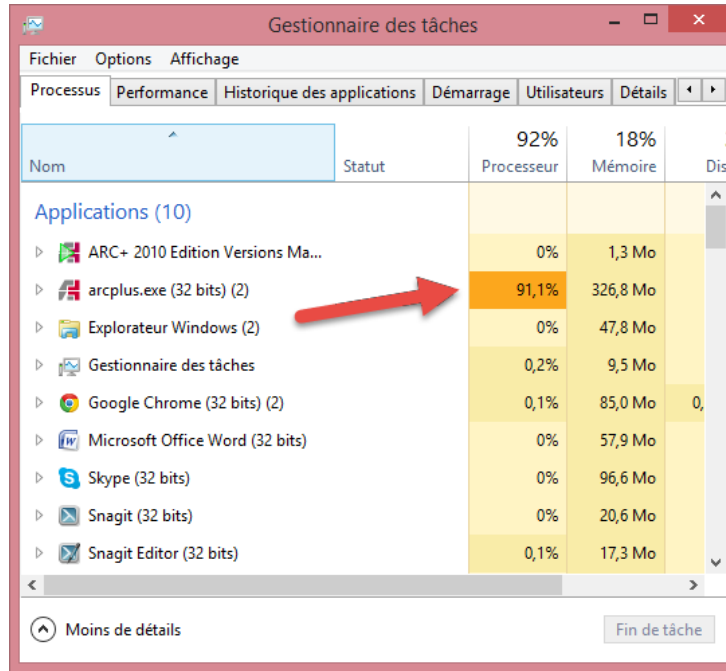 Gestionnaire des tâches
Fichier Options Affichage
Processus Performance Historique des applications Démarrage Utilisateurs Détails
92% 18%
Nom Statut Processeur Mémoire Dis
Applications (10)
ARC+ 2010 Edition Versions Ma... 0% 1,3 Mo
arcplus.exe (32 bits) (2) 91,1% 326,8 Mo
Explorateur Windows (2) 0% 47,8 Mo
Gestionnaire des tâches 0,2% 9,5 Mo
Google Chrome (32 bits) (2) 0,1% 85,0 Mo 0,
Microsoft Office Word (32 bits) 0% 57,9 Mo
Skype (32 bits) 0% 96,6 Mo
Snagit (32 bits) 0% 20,6 Mo
Snagit Editor (32 bits) 0,1% 17,3 Mo
Moins de détails Fin de tâche